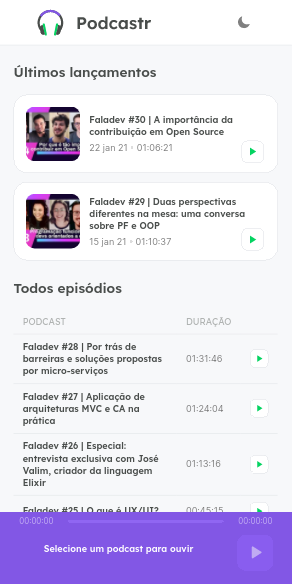 Podcastr
Últimos lançamentos
Faladev #30 | A importância da
contribuição em Open Source
22 jan 21 • 01:06:21
Faladev #29 | Duas perspectivas
diferentes na mesa: uma conversa
sobre PF e OOP
15 jan 21 • 01:10:37
Todos episódios
PODCAST DURAÇÃO
Faladev #28 | Por trás de
barreiras e soluções propostas
por micro-serviços
01:31:46
Faladev #27 | Aplicação de
arquiteturas MVC e CA na
prática
01:24:04
Faladev #26 | Especial:
entrevista exclusiva com José
Valim, criador da linguagem
Elixir
01:13:16
Faladev #25 | O que é UX/UI?
00:45:15
00:00:00 00:00:00
Selecione um podcast para ouvir